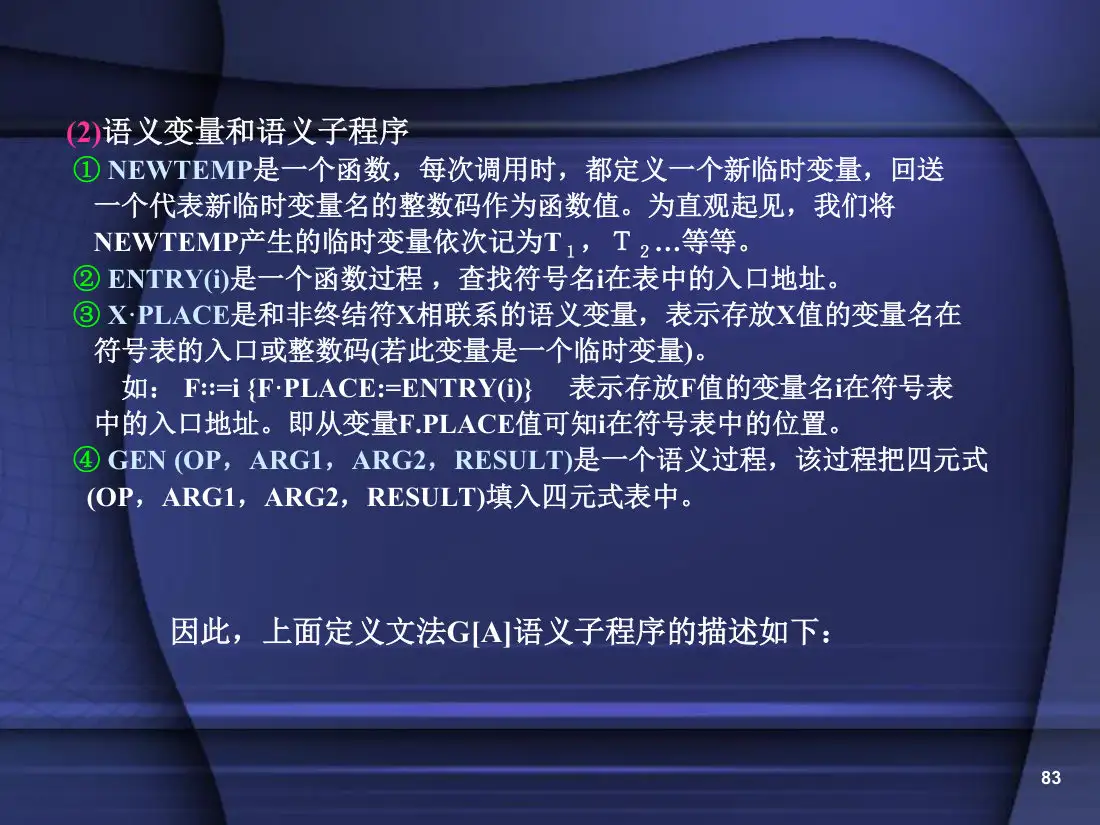 (2)语义变量和语义子程序
① NEWTEMP是一个函数，每次调用时，都定义一个新临时变量，回送
一个代表新临时变量名的整数码作为函数值。为直观起见，我们将
NEWTEMP产生的临时变量依次记为T₁，T₂…等等。
② ENTRY(i)是一个函数过程 ，查找符号名i在表中的入口地址。
③ X·PLACE是和非终结符X相联系的语义变量，表示存放X值的变量名在
符号表的入口或整数码(若此变量是一个临时变量)。
如： F::=i {F·PLACE:=ENTRY(i)} 表示存放F值的变量名i在符号表
中的入口地址。即从变量F.PLACE值可知i在符号表中的位置。
④ GEN (OP，ARG1，ARG2，RESULT)是一个语义过程，该过程把四元式
(OP，ARG1，ARG2，RESULT)填入四元式表中。
因此，上面定义文法G[A]语义子程序的描述如下：
83